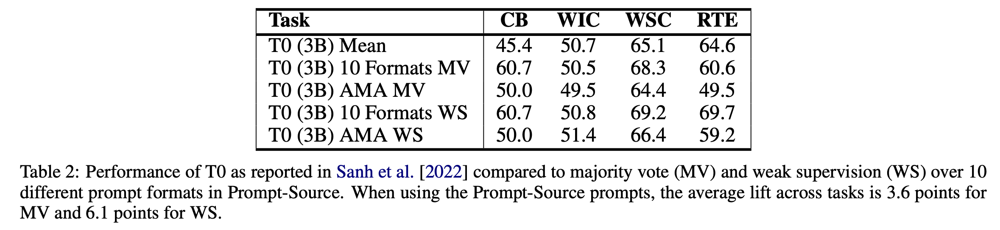 Task CB WIC WSC RTE
T0 (3B) Mean 45.4 50.7 65.1 64.6
T0 (3B) 10 Formats MV 60.7 50.5 68.3 60.6
T0 (3B) AMA MV 50.0 49.5 64.4 49.5
T0 (3B) 10 Formats WS 60.7 50.8 69.2 69.7
T0 (3B) AMA WS 50.0 51.4 66.4 59.2
Table 2: Performance of T0 as reported in Sanh et al. [2022] compared to majority vote (MV) and weak supervision (WS) over 10
different prompt formats in Prompt-Source. When using the Prompt-Source prompts, the average lift across tasks is 3.6 points for
MV and 6.1 points for WS.